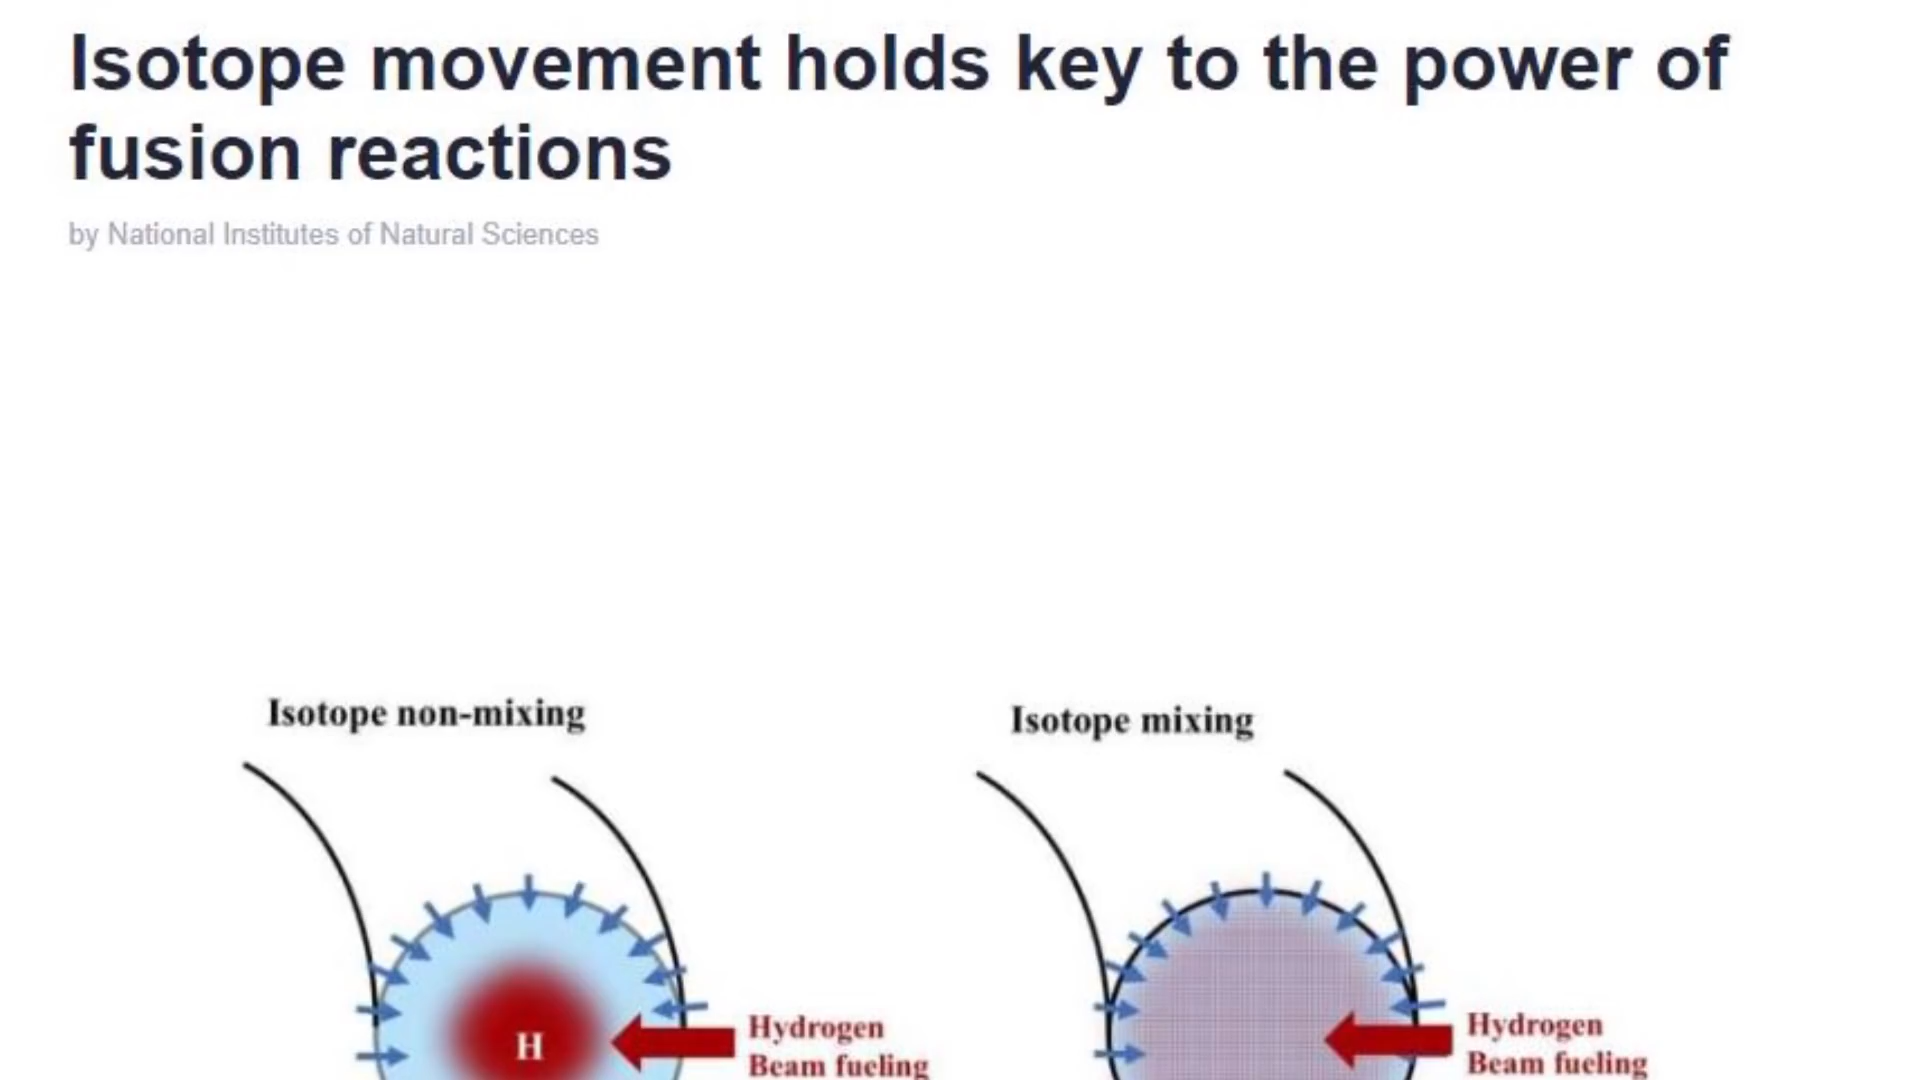 Isotope movement holds key to the power of
fusion reactions
by National Institutes of Natural Sciences
Isotope non-mixing
Isotope mixing
H
Hydrogen
Beam fueling
Hydrogen
Beam fueling